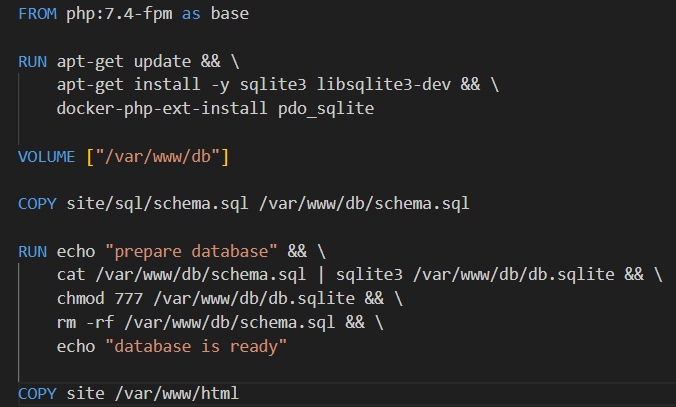 FROM php:7.4-fpm as base
RUN apt-get update && \
apt-get install -y sqlite3 libsqlite3-dev && \
docker-php-ext-install pdo_sqlite
VOLUME ["/var/www/db"]
COPY site/sql/schema.sql /var/www/db/schema.sql
RUN echo "prepare database" && \
cat /var/www/db/schema.sql | sqlite3 /var/www/db/db.sqlite && \
chmod 777 /var/www/db/db.sqlite && \
rm -rf /var/www/db/schema.sql && \
echo "database is ready"
COPY site /var/www/html